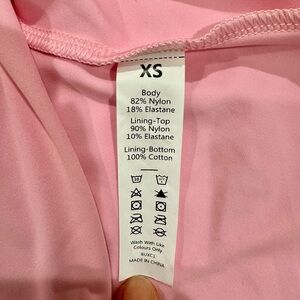 XS
Body
82% Nylon
18% Elastane
Lining-Top
90% Nylon
10% Elastane
Lining-Bottom
100% Cotton
Wash With Like
Colours Only
BUXC1
MADE IN CHINA